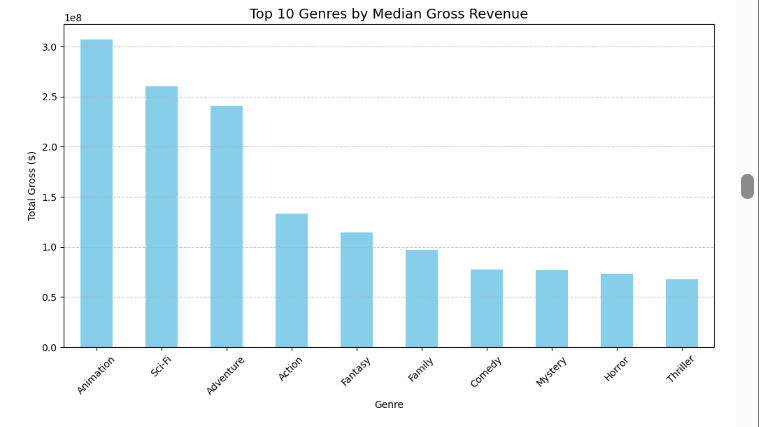 Top 10 Genres by Median Gross Revenue
1e8
3.0
2.5
2.0
1.5
1.0
0.5
0.0
Total Gross ($)
Animation
Sci-Fi
Adventure
Action
Fantasy
Family
Comedy
Mystery
Horror
Thriller
Genre